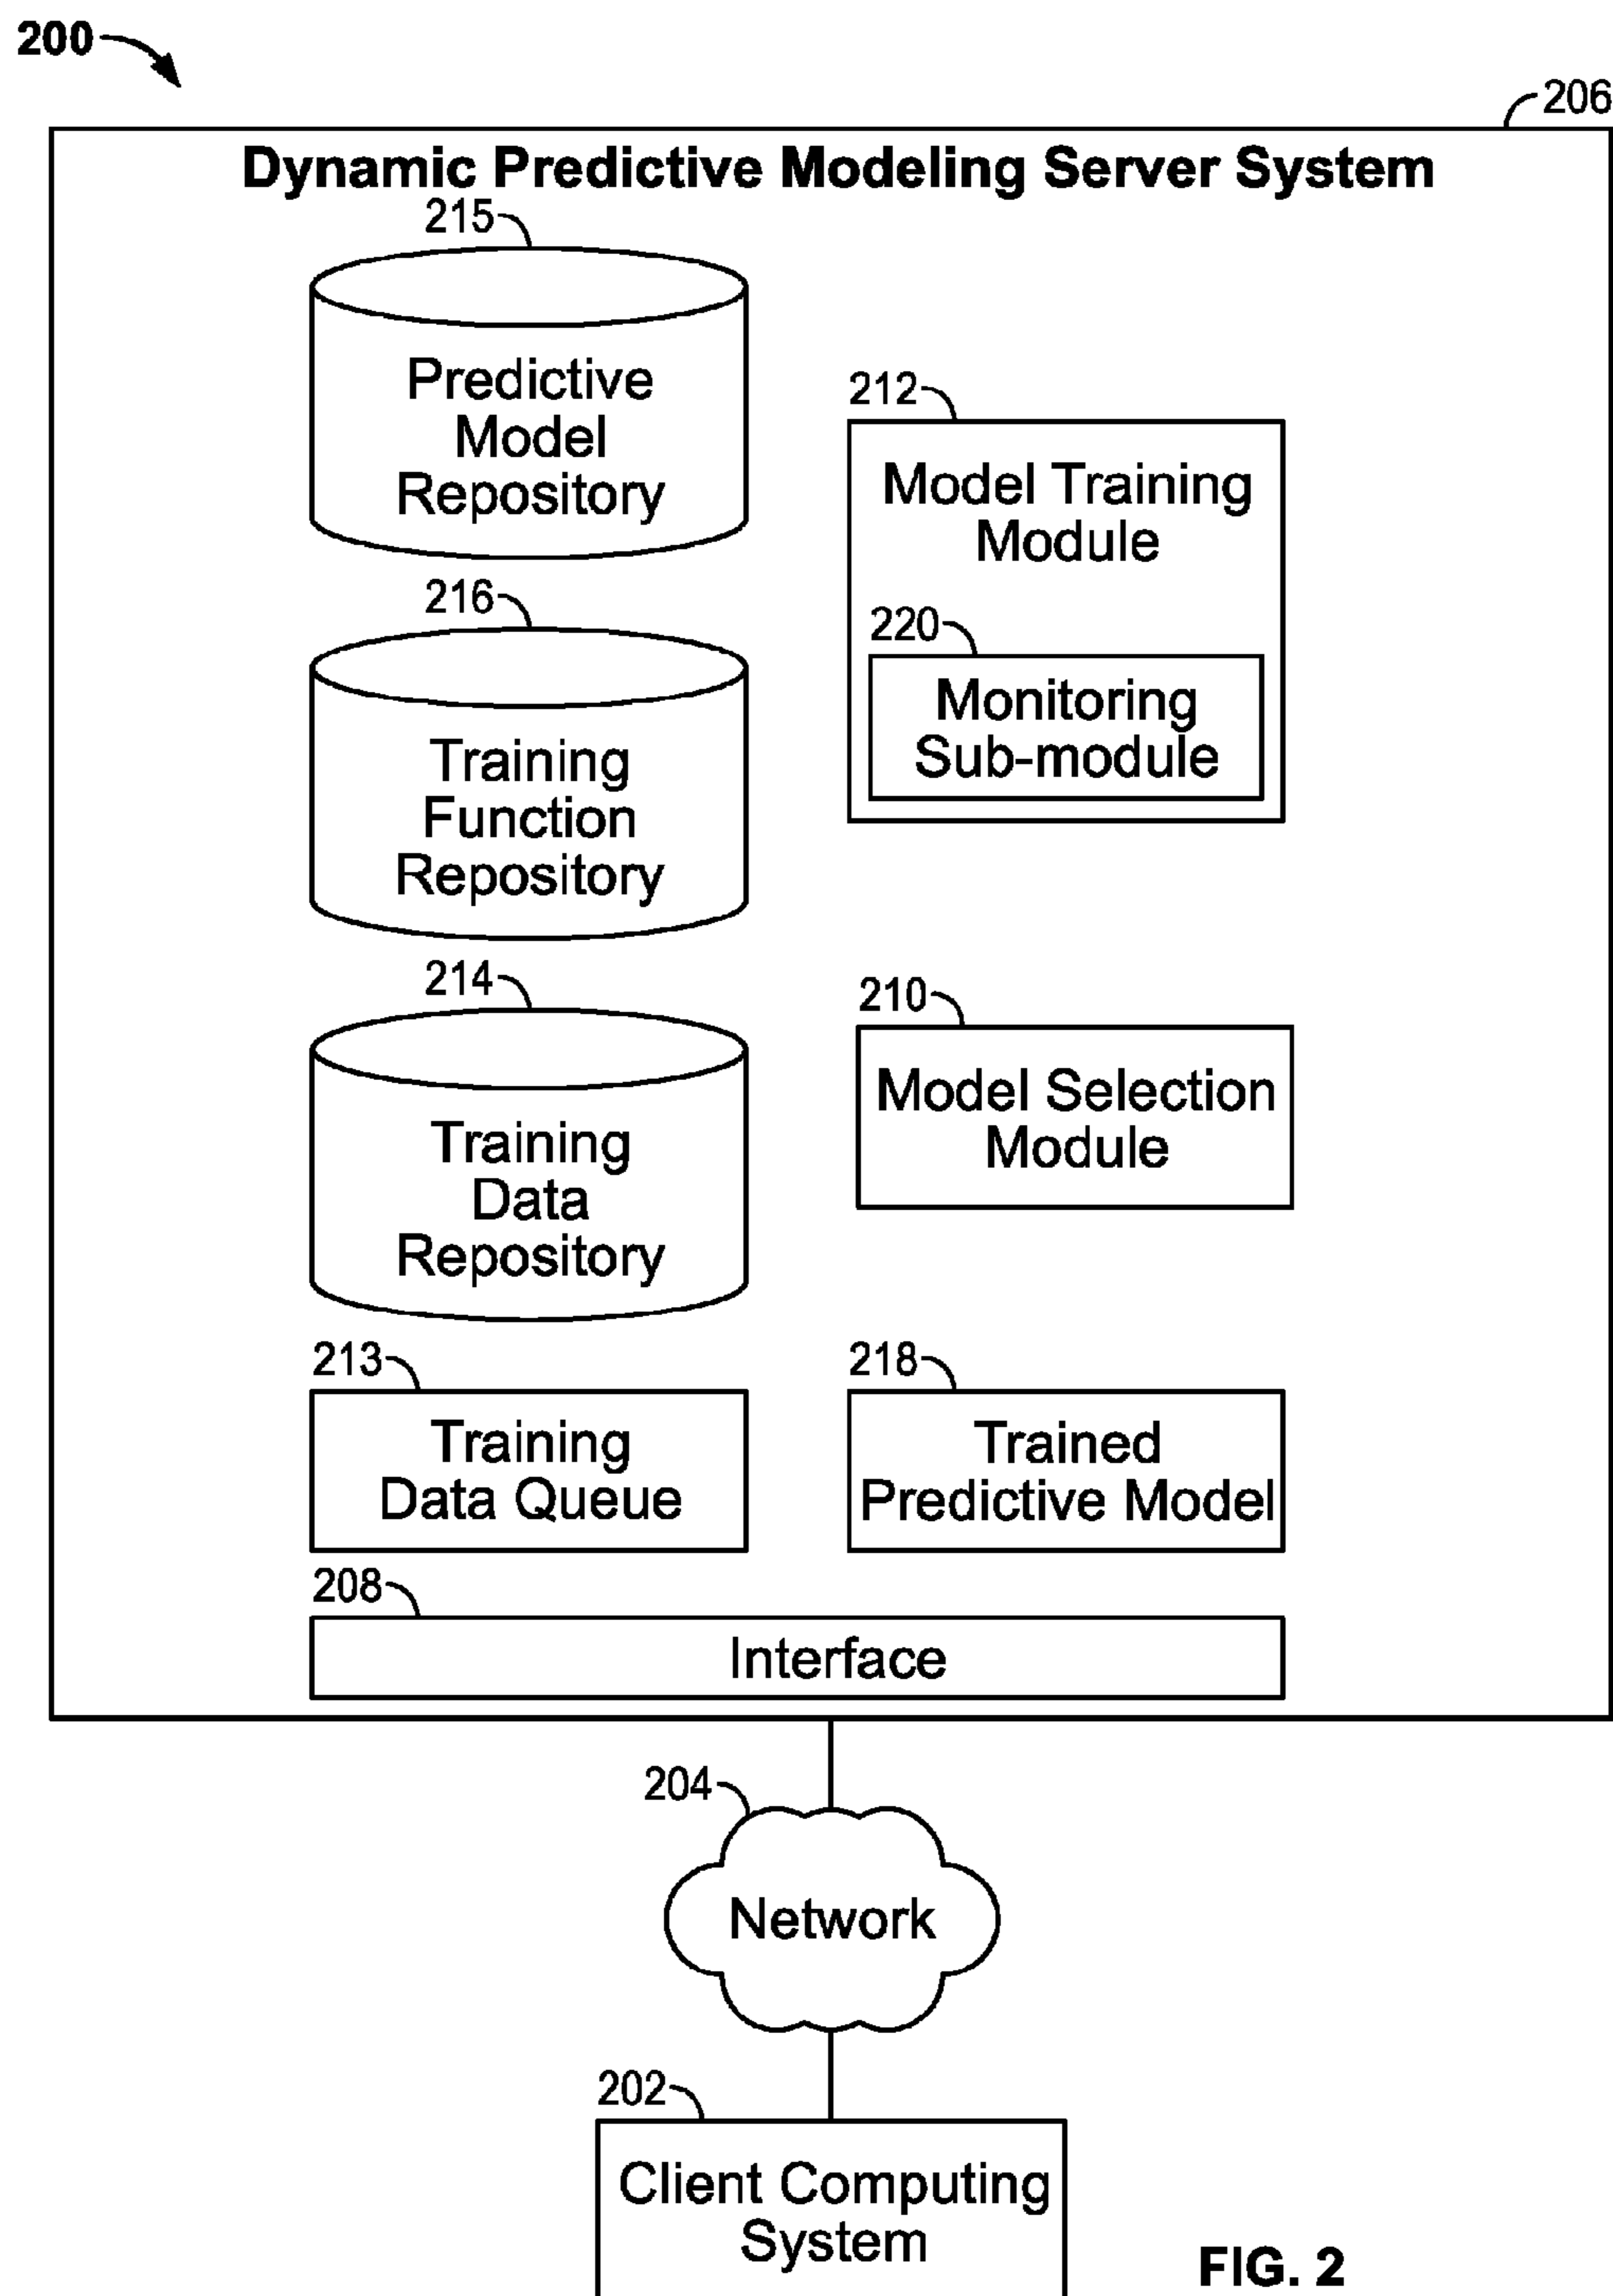 200
206
Dynamic Predictive Modeling Server System
215
Predictive
Model
Repository
212
Model Training
Module
216
Training
Function
Repository
220
Monitoring
Sub-module
214
Training
Data
Repository
210
Model Selection
Module
213
Training
Data Queue
218
Trained
Predictive Model
208
Interface
204
Network
202
Client Computing
System
FIG. 2